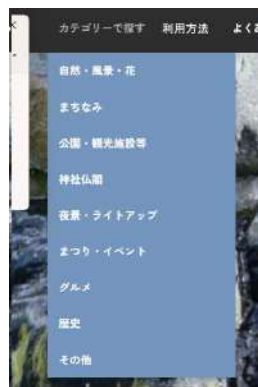 カテゴリーで探す 利用方法 よく
自然・風景・花
まちなみ
公園・観光施設等
神社仏閣
夜景・ライトアップ
まつり・イベント
グルメ
歴史
その他